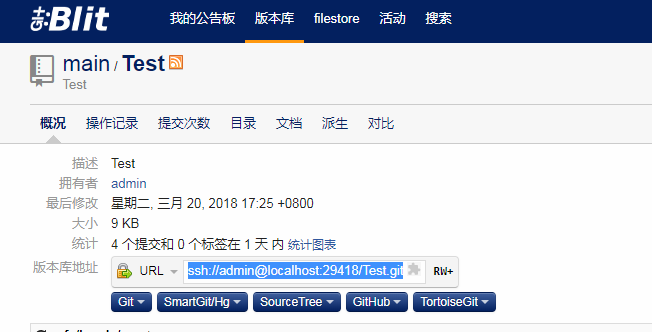 Blit 我的公告板 版本库 filestore 活动 搜索
main / Test
Test
概况 操作记录 提交次数 目录 文档 派生 对比
描述 Test
拥有者 admin
最后修改 星期二, 三月 20, 2018 17:25 +0800
大小 9 KB
统计 4 个提交和 0 个标签在 1 天 内 统计图表
版本库地址 URL ssh://admin@localhost:29418/Test.git RW+
Git SmartGit/Hg SourceTree GitHub TortoiseGit